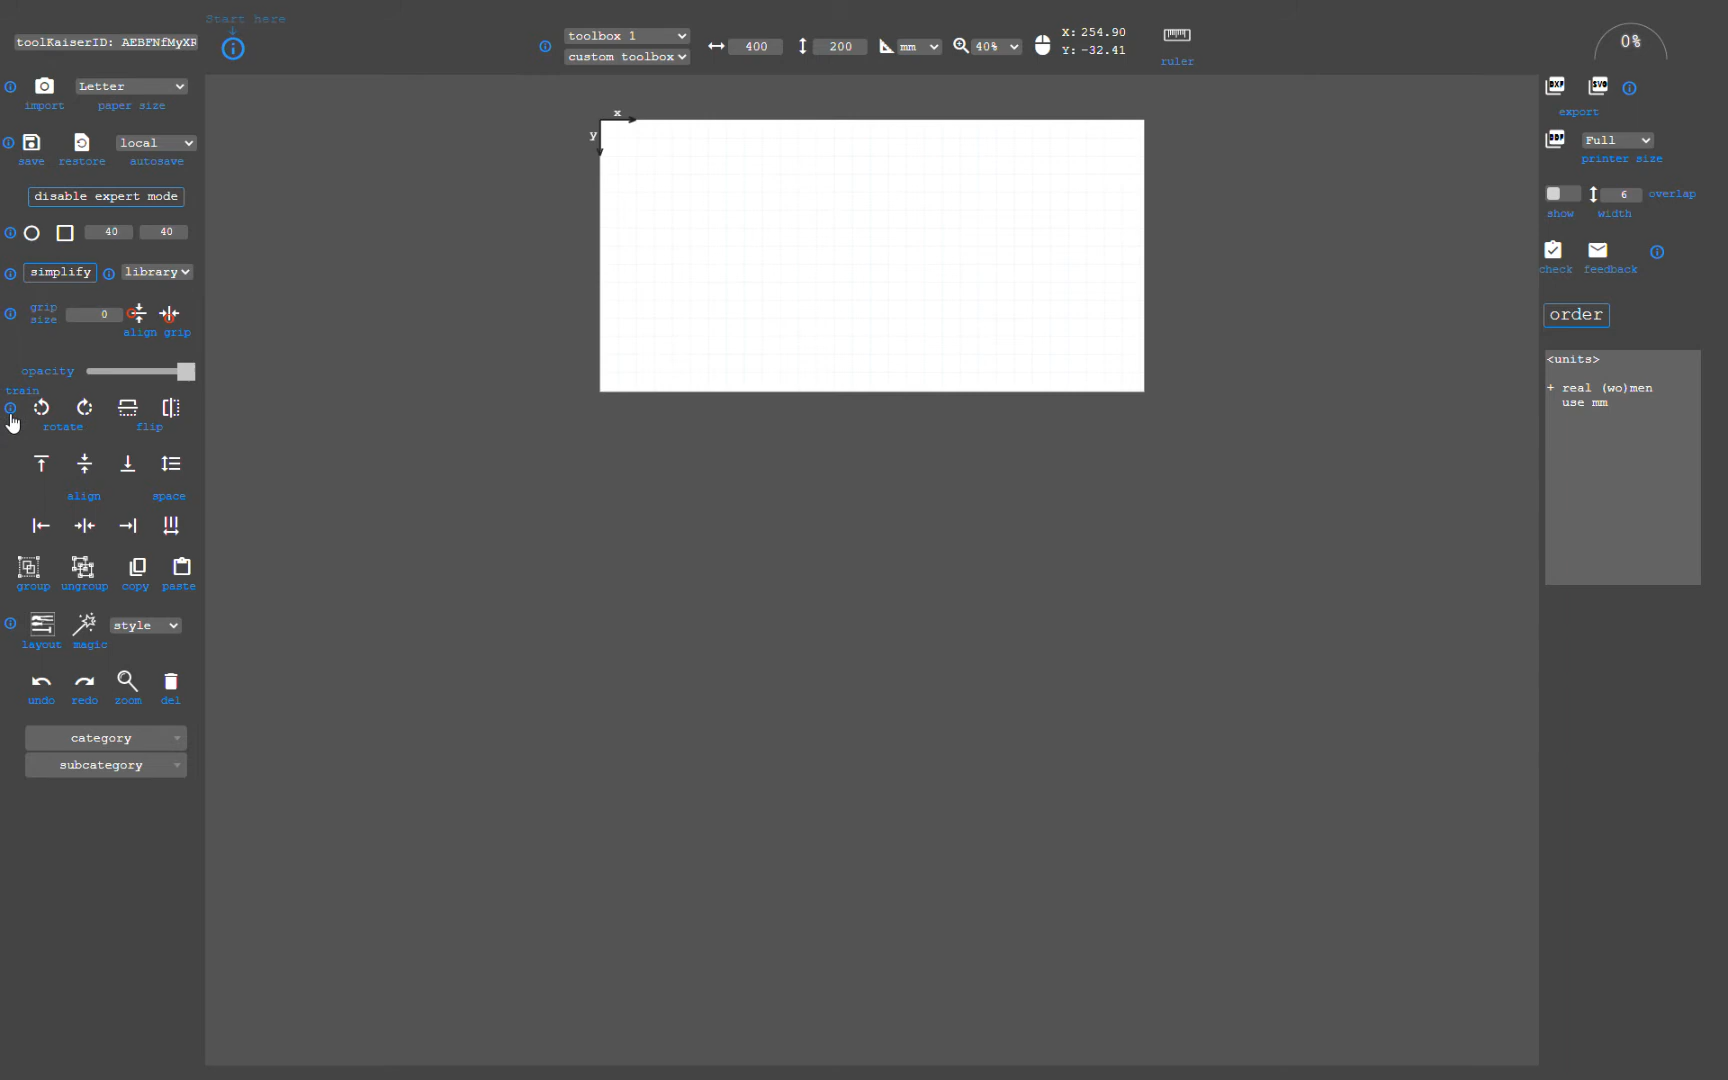 Start here
toolKaiserID: AEBFNfMyXR
toolbox 1
custom toolbox
400
200
mm
40%
X: 254.90
Y: -32.41
ruler
0%
import
Letter
paper size
save
restore
local
autosave
disable expert mode
40
40
simplify
library
grip
size
0
align grip
opacity
train
rotate
flip
align
space
group
ungroup
copy
paste
layout
magic
style
undo
redo
zoom
del
category
subcategory
x
y
DXF
SVG
export
PDF
Full
printer size
show
6
width
overlap
check
feedback
order
<units>
+ real (wo)men
use mm